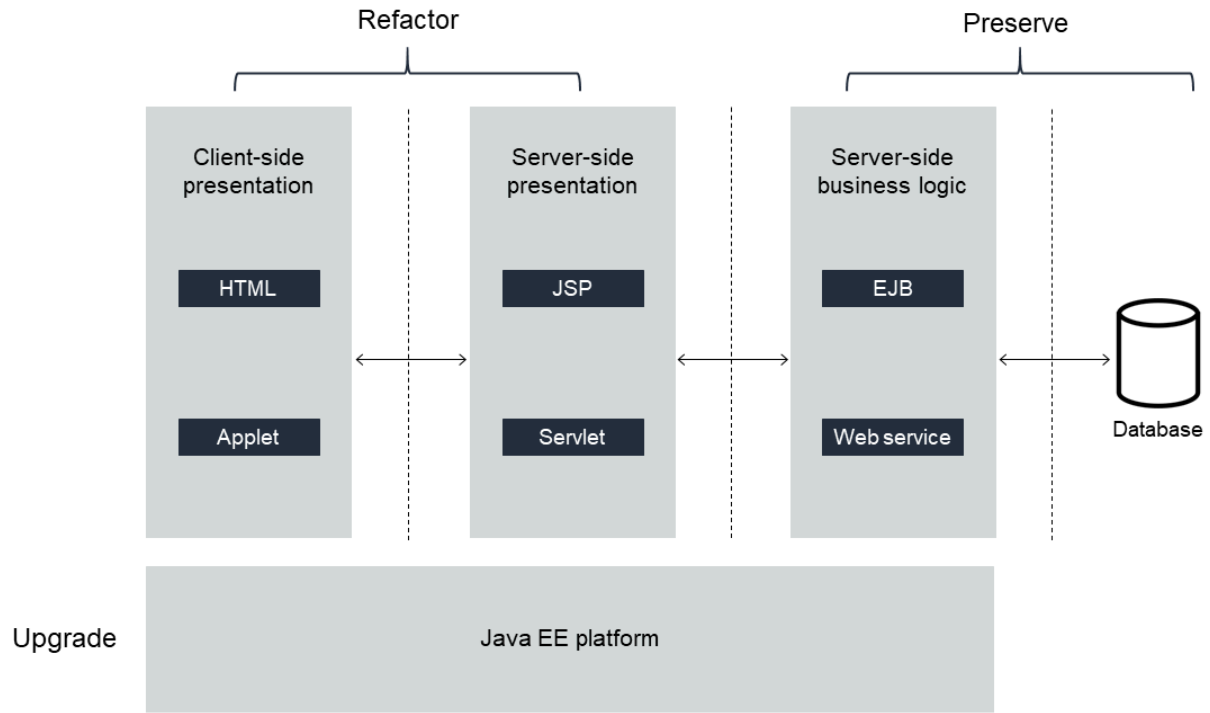 Refactor
Preserve
Client-side
presentation
Server-side
presentation
Server-side
business logic
HTML
JSP
EJB
Applet
Servlet
Web service
Database
Upgrade
Java EE platform